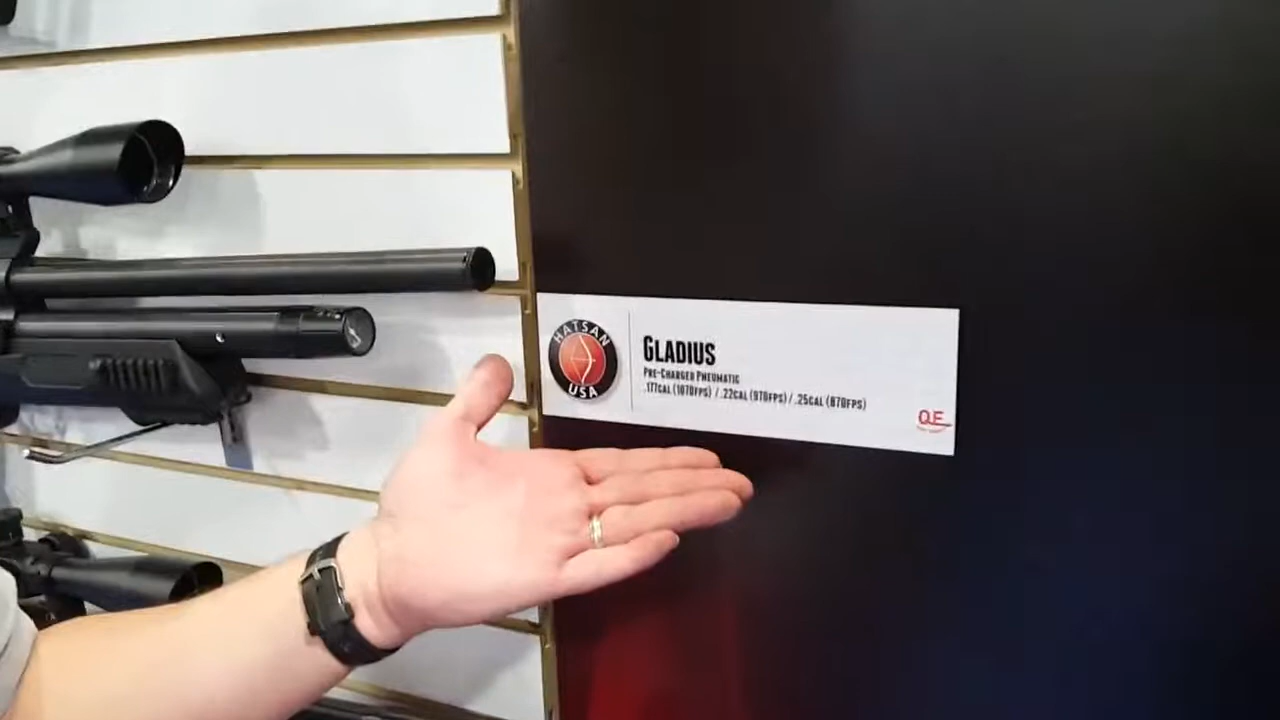 HATSAN
USA
GLADIUS
PRE-CHARGED PNEUMATIC
.177CAL (1070FPS) / .22CAL (970FPS) / .25CAL (870FPS)
QE